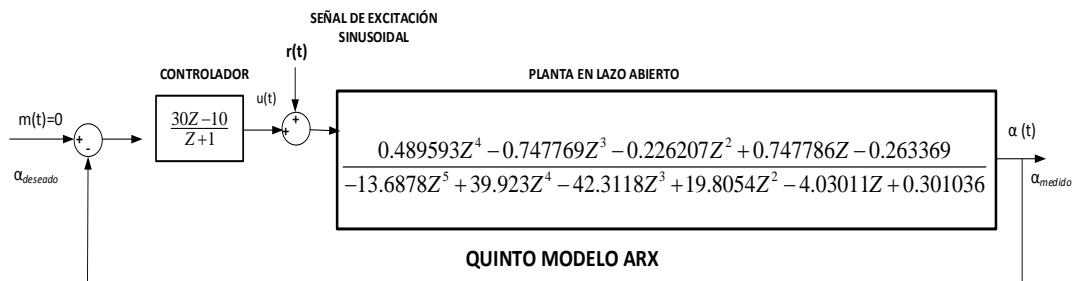 SEÑAL DE EXCITACIÓN
SINUSOIDAL
r(t)
CONTROLADOR
PLANTA EN LAZO ABIERTO
m(t)=0
+
-
α deseado
30Z−10
Z+1
u(t)
+
+
0.489593Z^4 − 0.747769Z^3 − 0.226207Z^2 + 0.747786Z − 0.263369
−13.6878Z^5 + 39.923Z^4 − 42.3118Z^3 + 19.8054Z^2 − 4.03011Z + 0.301036
α (t)
α medido
QUINTO MODELO ARX